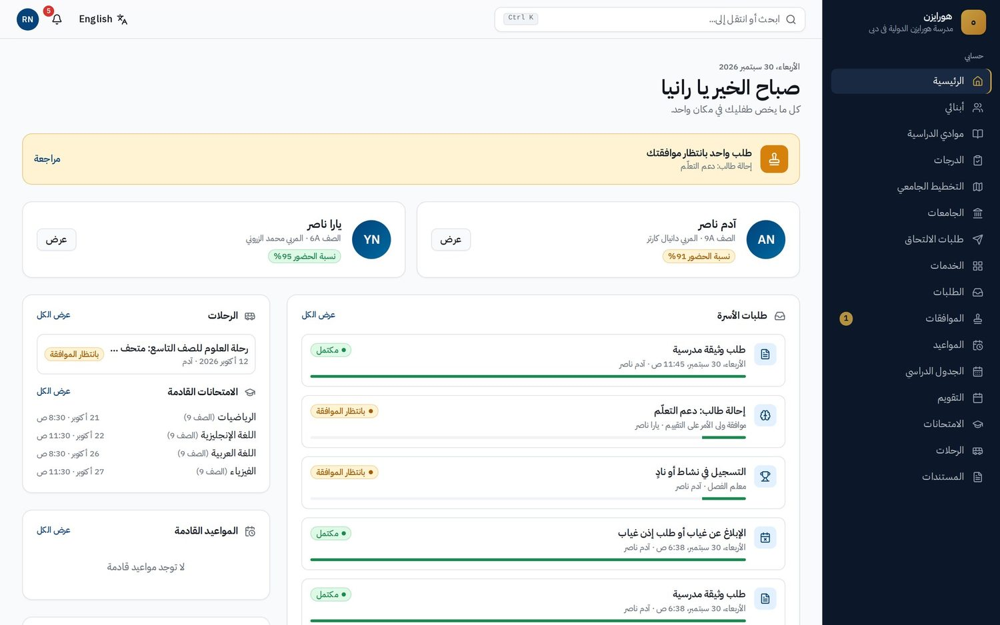 هورايزن
مدرسة هورايزن الدولية في دبي
حسابي
الرئيسية
أبنائي
موادي الدراسية
الدرجات
التخطيط الجامعي
الجامعات
طلبات الالتحاق
الخدمات
الطلبات
الموافقات 1
المواعيد
الجدول الدراسي
التقويم
الامتحانات
الرحلات
المستندات
ابحث أو انتقل إلى... Ctrl K
English
5
RN
الأربعاء، 30 سبتمبر 2026
صباح الخير يا رانيا
كل ما يخص طفليك في مكان واحد.
طلب واحد بانتظار موافقتك
إحالة طالب: دعم التعلّم
مراجعة
AN
آدم ناصر
الصف 9A · المربي دانيال كارتر
نسبة الحضور 91%
عرض
YN
يارا ناصر
الصف 6A · المربي محمد الزروني
نسبة الحضور 95%
عرض
طلبات الأسرة
عرض الكل
طلب وثيقة مدرسية
مكتمل
الأربعاء، 30 سبتمبر، 11:45 ص · آدم ناصر
إحالة طالب: دعم التعلّم
بانتظار الموافقة
موافقة ولي الأمر على التقييم · يارا ناصر
التسجيل في نشاط أو نادٍ
بانتظار الموافقة
معلم الفصل · آدم ناصر
الإبلاغ عن غياب أو طلب إذن غياب
مكتمل
الأربعاء، 30 سبتمبر، 6:38 ص · آدم ناصر
طلب وثيقة مدرسية
مكتمل
الأربعاء، 30 سبتمبر، 6:38 ص · آدم ناصر
الرحلات
عرض الكل
رحلة العلوم للصف التاسع: متحف ...
12 أكتوبر 2026 · آدم
بانتظار الموافقة
الامتحانات القادمة
عرض الكل
الرياضيات (الصف 9) 21 أكتوبر · 8:30 ص
اللغة الإنجليزية (الصف 9) 22 أكتوبر · 11:30 ص
اللغة العربية (الصف 9) 26 أكتوبر · 8:30 ص
الفيزياء (الصف 9) 27 أكتوبر · 11:30 ص
المواعيد القادمة
عرض الكل
لا توجد مواعيد قادمة